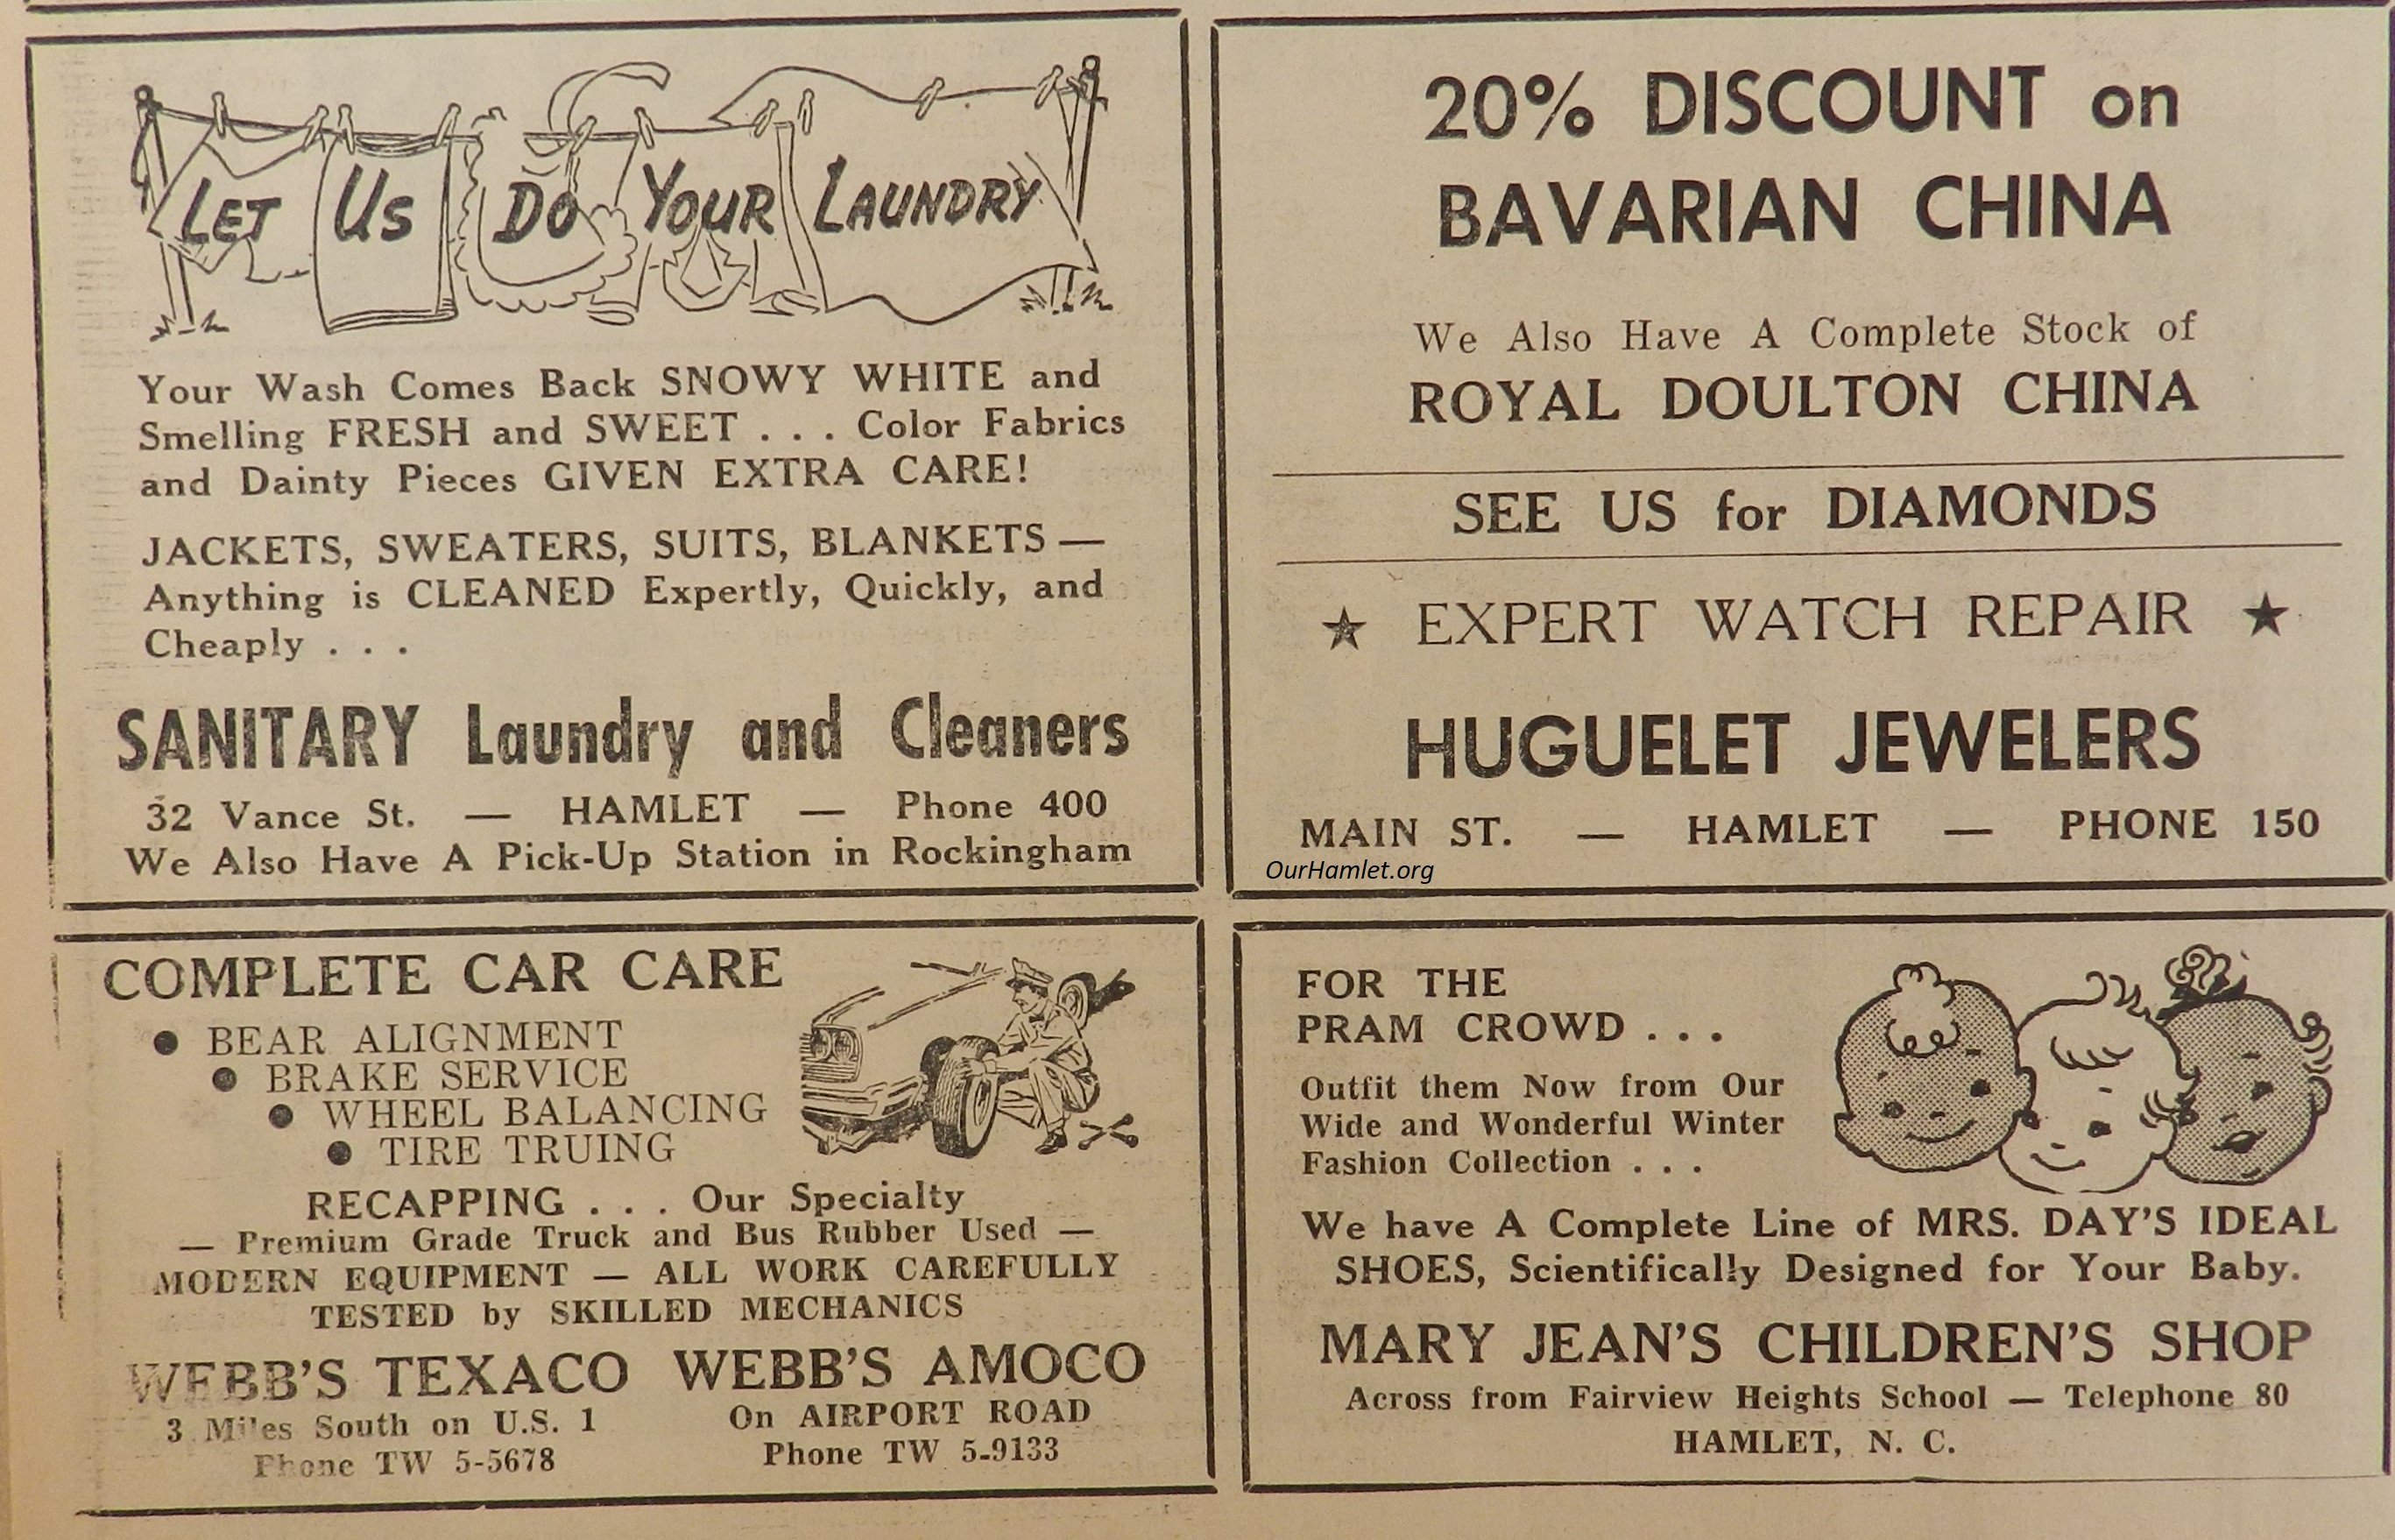 LET US DO YOUR LAUNDRY
Your Wash Comes Back SNOWY WHITE and
Smelling FRESH and SWEET . . . Color Fabrics
and Dainty Pieces GIVEN EXTRA CARE!
JACKETS, SWEATERS, SUITS, BLANKETS —
Anything is CLEANED Expertly, Quickly, and
Cheaply . . .
SANITARY Laundry and Cleaners
32 Vance St. — HAMLET — Phone 400
We Also Have A Pick-Up Station in Rockingham
20% DISCOUNT on
BAVARIAN CHINA
We Also Have A Complete Stock of
ROYAL DOULTON CHINA
SEE US for DIAMONDS
★ EXPERT WATCH REPAIR ★
HUGUELET JEWELERS
MAIN ST. — HAMLET — PHONE 150
OurHamlet.org
COMPLETE CAR CARE
● BEAR ALIGNMENT
● BRAKE SERVICE
● WHEEL BALANCING
● TIRE TRUING
RECAPPING . . . Our Specialty
— Premium Grade Truck and Bus Rubber Used —
MODERN EQUIPMENT — ALL WORK CAREFULLY
TESTED by SKILLED MECHANICS
WEBB'S TEXACO WEBB'S AMOCO
3 Miles South on U.S. 1 On AIRPORT ROAD
Phone TW 5-5678 Phone TW 5-9133
FOR THE
PRAM CROWD . . .
Outfit them Now from Our
Wide and Wonderful Winter
Fashion Collection . . .
We have A Complete Line of MRS. DAY'S IDEAL
SHOES, Scientifically Designed for Your Baby.
MARY JEAN'S CHILDREN'S SHOP
Across from Fairview Heights School — Telephone 80
HAMLET, N. C.